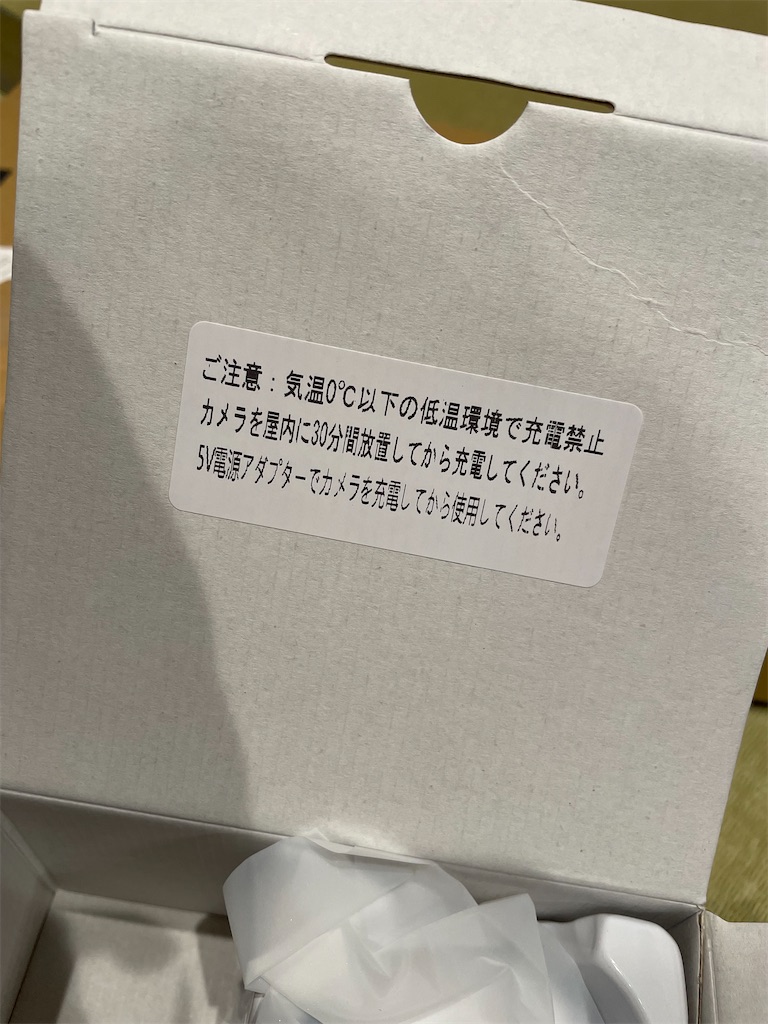 ご注意：気温0℃以下の低温環境で充電禁止
カメラを屋内に30分間放置してから充電してください。
5V電源アダプターでカメラを充電してから使用してください。